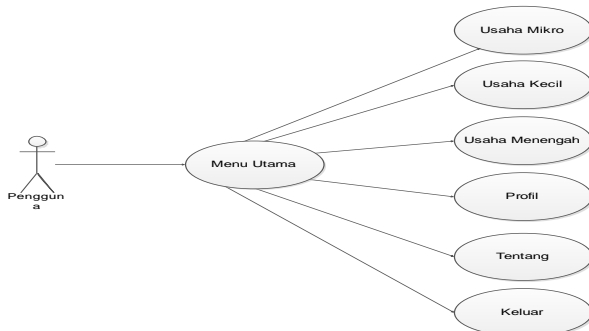 Usaha Mikro
Usaha Kecil
Usaha Menengah
Menu Utama
Profil
Penggun
a
Tentang
Keluar